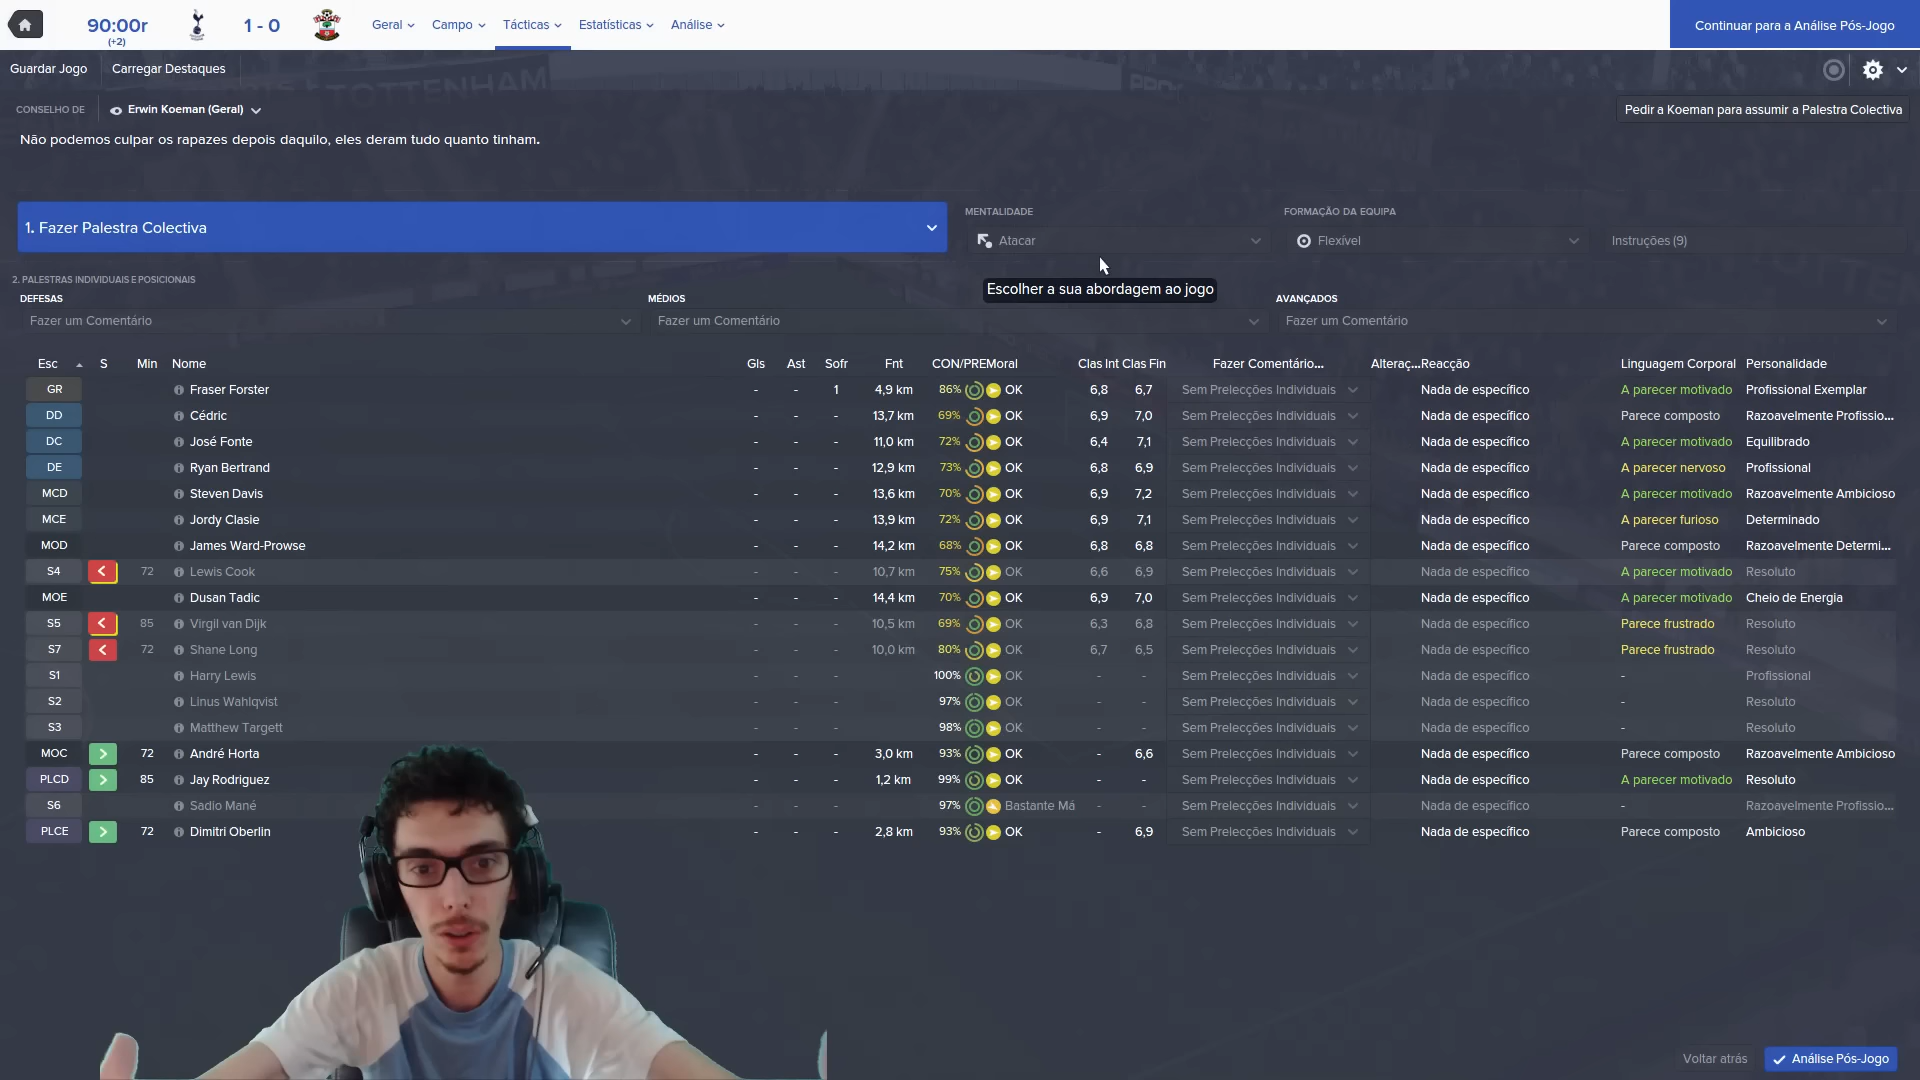 90:00r
(+2)
1 - 0
Geral
Campo
Tácticas
Estatísticas
Análise
Continuar para a Análise Pós-Jogo
Guardar Jogo
Carregar Destaques
TOTTENHAM
CONSELHO DE
Erwin Koeman (Geral)
Pedir a Koeman para assumir a Palestra Colectiva
Não podemos culpar os rapazes depois daquilo, eles deram tudo quanto tinham.
1. Fazer Palestra Colectiva
MENTALIDADE
Atacar
FORMAÇÃO DA EQUIPA
Flexível
Instruções (9)
Escolher a sua abordagem ao jogo
2. PALESTRAS INDIVIDUAIS E POSICIONAIS
DEFESAS
MÉDIOS
AVANÇADOS
Fazer um Comentário
Fazer um Comentário
Fazer um Comentário
Esc S Min Nome Gls Ast Sofr Fnt CON/PREMoral Clas Int Clas Fin Fazer Comentário... Alteraç... Reacção Linguagem Corporal Personalidade
GR Fraser Forster - - 1 4,9 km 86% OK 6,8 6,7 Sem Prelecções Individuais Nada de específico A parecer motivado Profissional Exemplar
DD Cédric - - - 13,7 km 69% OK 6,9 7,0 Sem Prelecções Individuais Nada de específico Parece composto Razoavelmente Profissio...
DC José Fonte - - - 11,0 km 72% OK 6,4 7,1 Sem Prelecções Individuais Nada de específico A parecer motivado Equilibrado
DE Ryan Bertrand - - - 12,9 km 73% OK 6,8 6,9 Sem Prelecções Individuais Nada de específico A parecer nervoso Profissional
MCD Steven Davis - - - 13,6 km 70% OK 6,9 7,2 Sem Prelecções Individuais Nada de específico A parecer motivado Razoavelmente Ambicioso
MCE Jordy Clasie - - - 13,9 km 72% OK 6,9 7,1 Sem Prelecções Individuais Nada de específico A parecer furioso Determinado
MOD James Ward-Prowse - - - 14,2 km 68% OK 6,8 6,8 Sem Prelecções Individuais Nada de específico Parece composto Razoavelmente Determi...
S4 72 Lewis Cook - - - 10,7 km 75% OK 6,6 6,9 Sem Prelecções Individuais Nada de específico A parecer motivado Resoluto
MOE Dusan Tadic - - - 14,4 km 70% OK 6,9 7,0 Sem Prelecções Individuais Nada de específico A parecer motivado Cheio de Energia
S5 85 Virgil van Dijk - - - 10,5 km 69% OK 6,3 6,8 Sem Prelecções Individuais Nada de específico Parece frustrado Resoluto
S7 72 Shane Long - - - 10,0 km 80% OK 6,7 6,5 Sem Prelecções Individuais Nada de específico Parece frustrado Resoluto
S1 Harry Lewis - - - 100% OK - - Sem Prelecções Individuais Nada de específico - Profissional
S2 Linus Wahlqvist - - - 97% OK - - Sem Prelecções Individuais Nada de específico - Resoluto
S3 Matthew Targett - - - 98% OK - - Sem Prelecções Individuais Nada de específico - Resoluto
MOC 72 André Horta - - - 3,0 km 93% OK - 6,6 Sem Prelecções Individuais Nada de específico Parece composto Razoavelmente Ambicioso
PLCD 85 Jay Rodriguez - - - 1,2 km 99% OK - - Sem Prelecções Individuais Nada de específico A parecer motivado Resoluto
S6 Sadio Mané - - - 97% Bastante Má - - Sem Prelecções Individuais Nada de específico - Razoavelmente Profissio...
PLCE 72 Dimitri Oberlin - - - 2,8 km 93% OK - 6,9 Sem Prelecções Individuais Nada de específico Parece composto Ambicioso
Voltar atrás
Análise Pós-Jogo